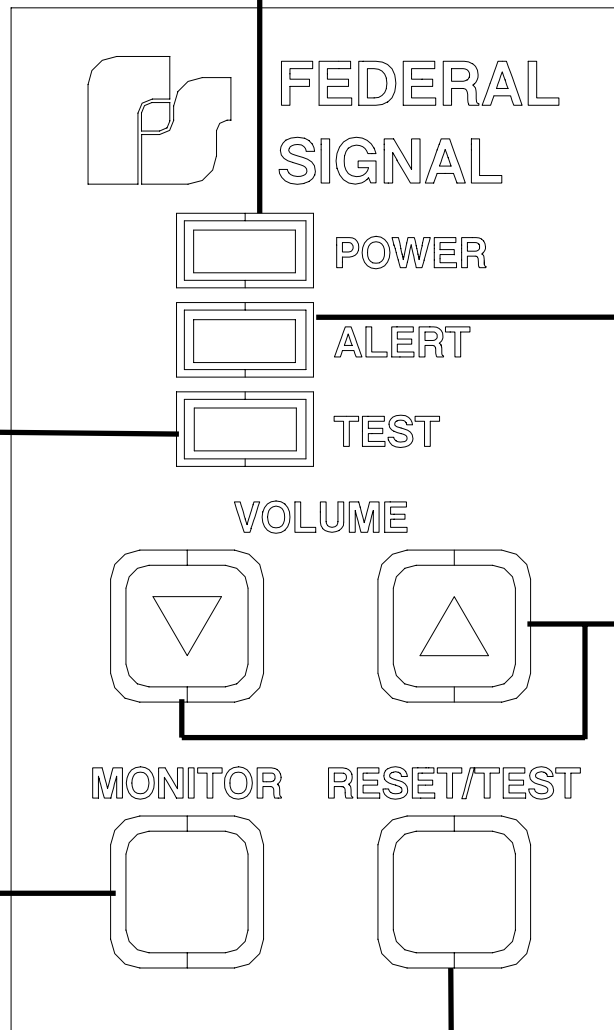 FEDERAL
SIGNAL
POWER
ALERT
TEST
VOLUME
MONITOR RESET/TEST